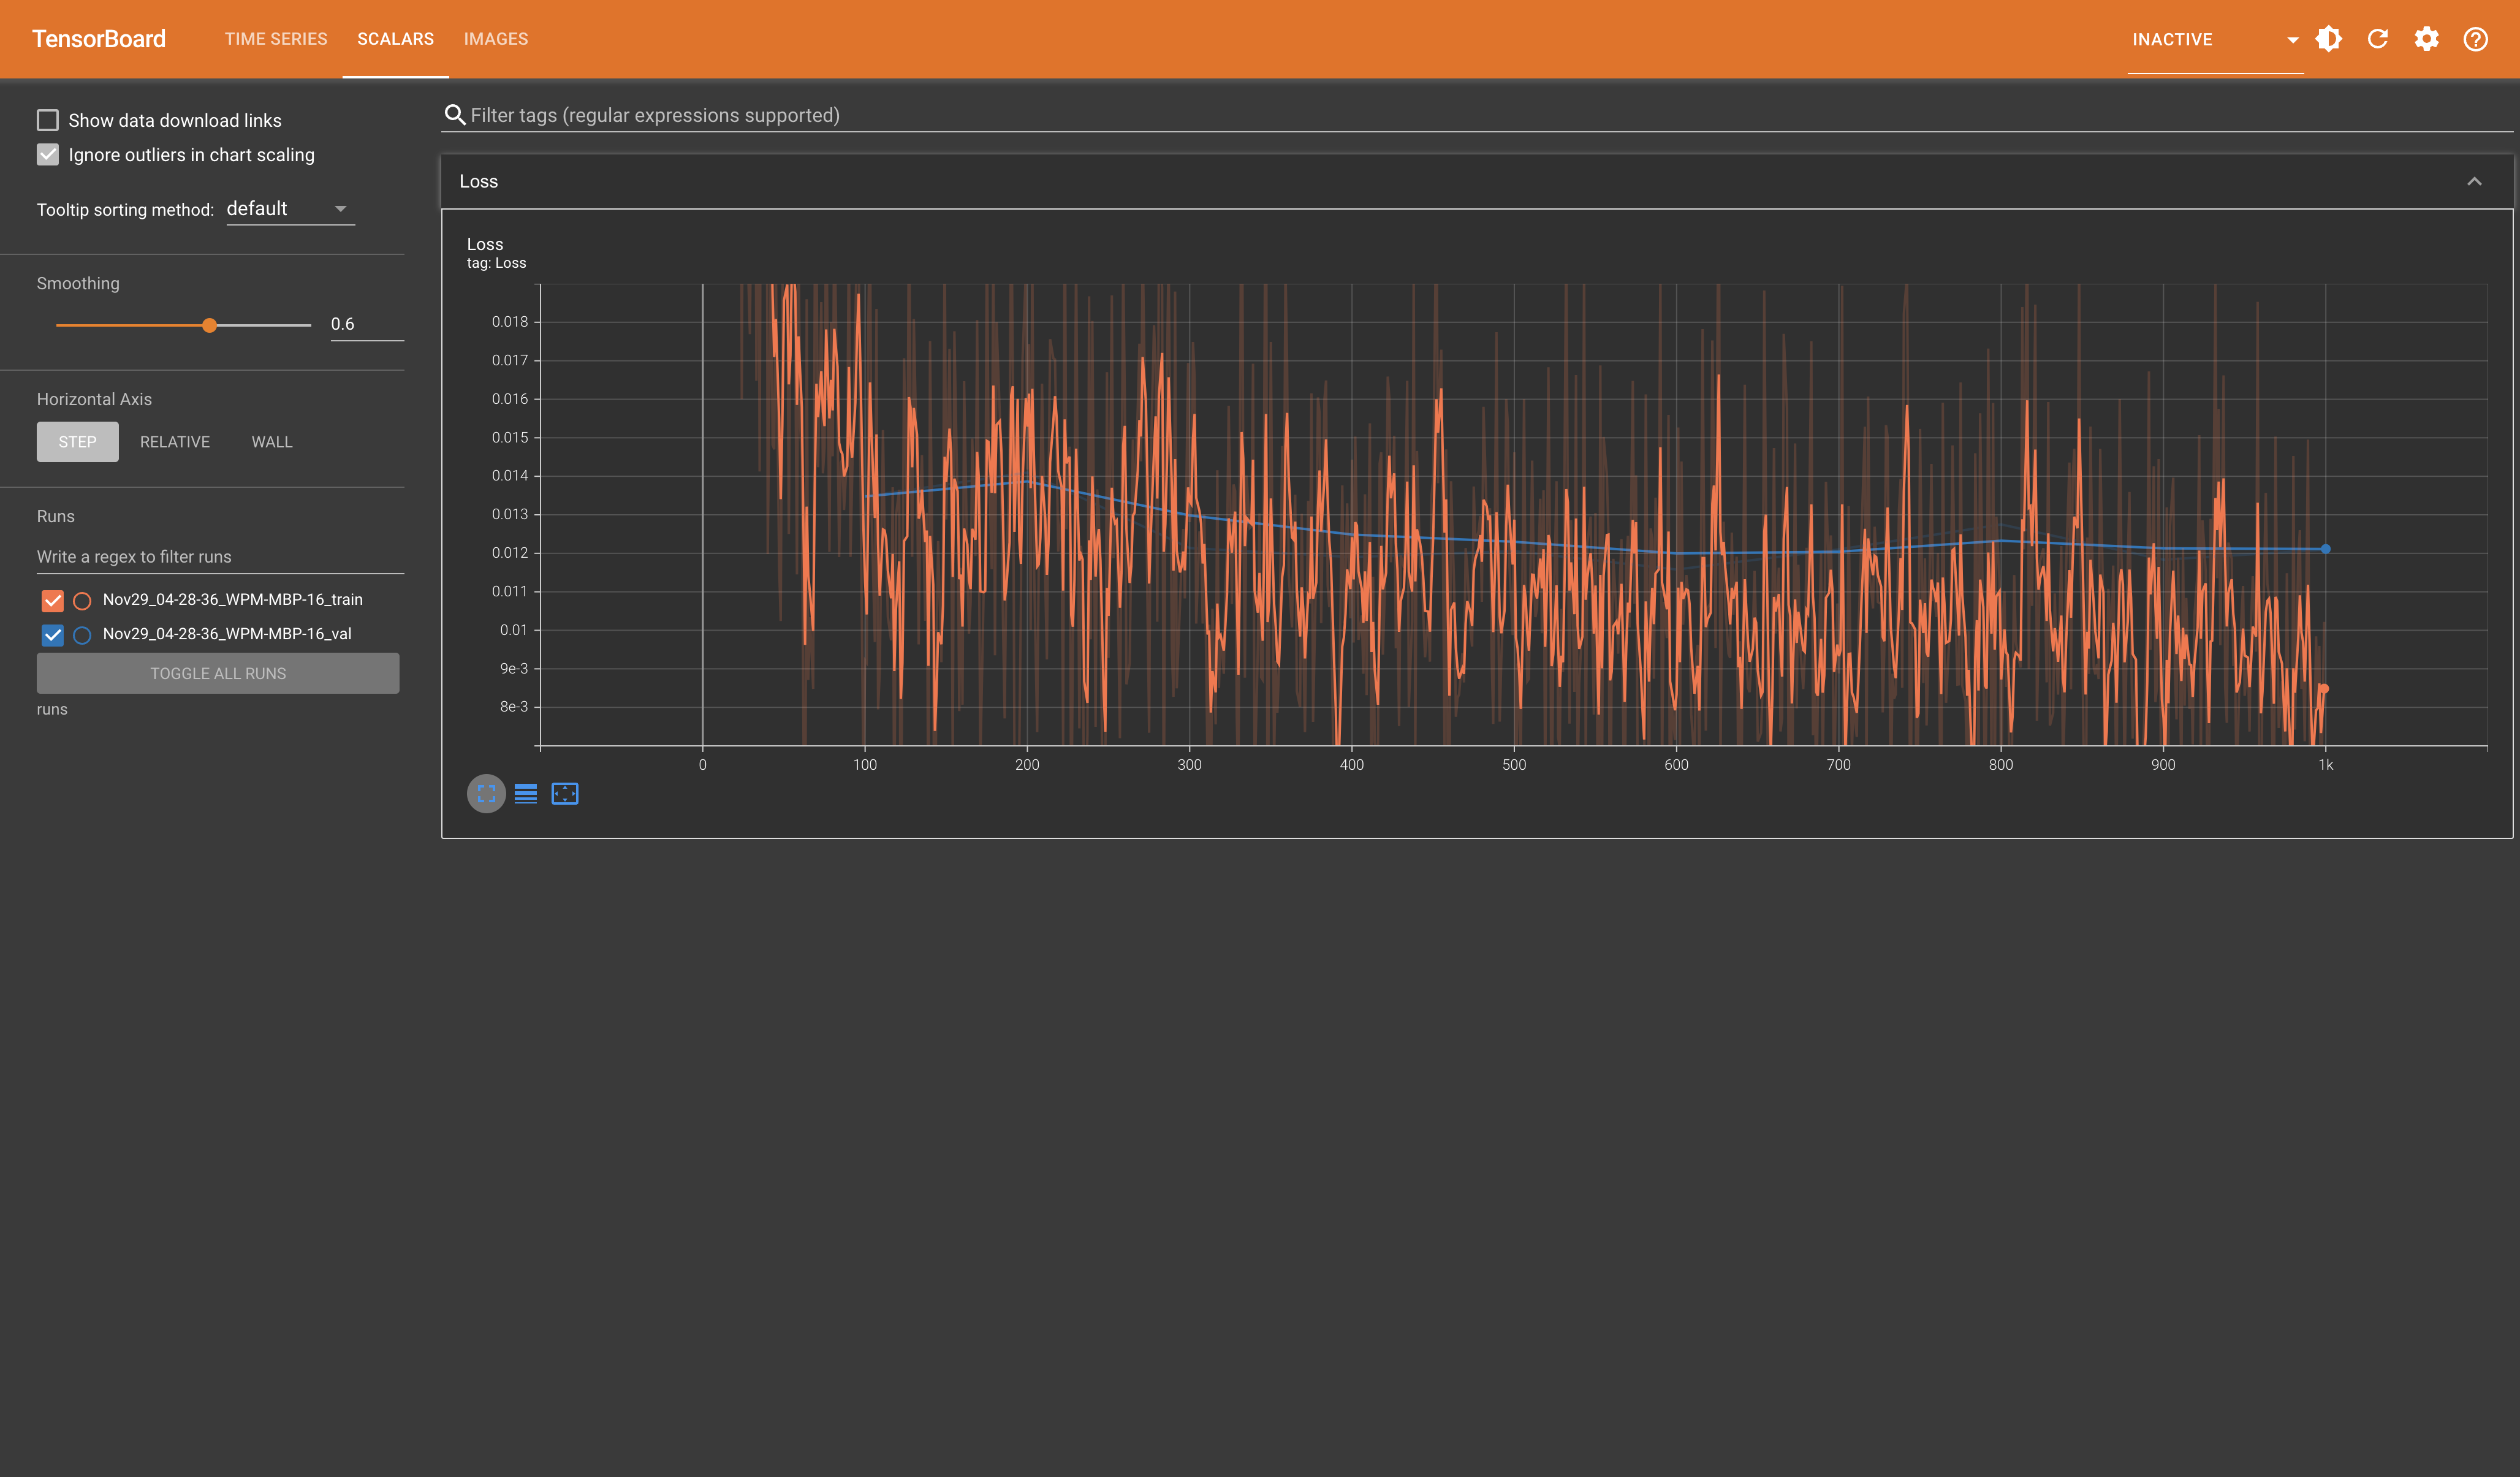 TensorBoard
TIME SERIES
SCALARS
IMAGES
INACTIVE
Show data download links
Ignore outliers in chart scaling
Tooltip sorting method: default
Smoothing
0.6
Horizontal Axis
STEP
RELATIVE
WALL
Runs
Write a regex to filter runs
Nov29_04-28-36_WPM-MBP-16_train
Nov29_04-28-36_WPM-MBP-16_val
TOGGLE ALL RUNS
runs
Filter tags (regular expressions supported)
Loss
Loss
tag: Loss
0.018
0.017
0.016
0.015
0.014
0.013
0.012
0.011
0.01
9e-3
8e-3
0 100 200 300 400 500 600 700 800 900 1k